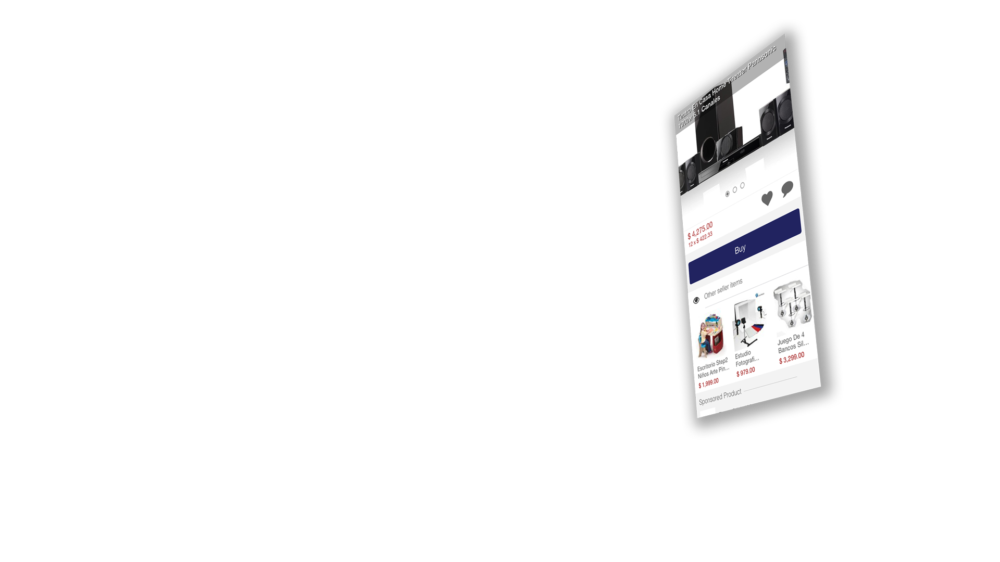 Teatro En Casa Home Theater Panasonic
1000w 5.1 Canales
$ 4,275.00
12 x $ 422.33
Buy
Other seller items
Escritorio Step2
Niños Arte Pin...
$ 1,999.00
Estudio
Fotografi...
$ 979.00
Juego De 4
Bancos Sil...
$ 3,299.00
Sponsored Product